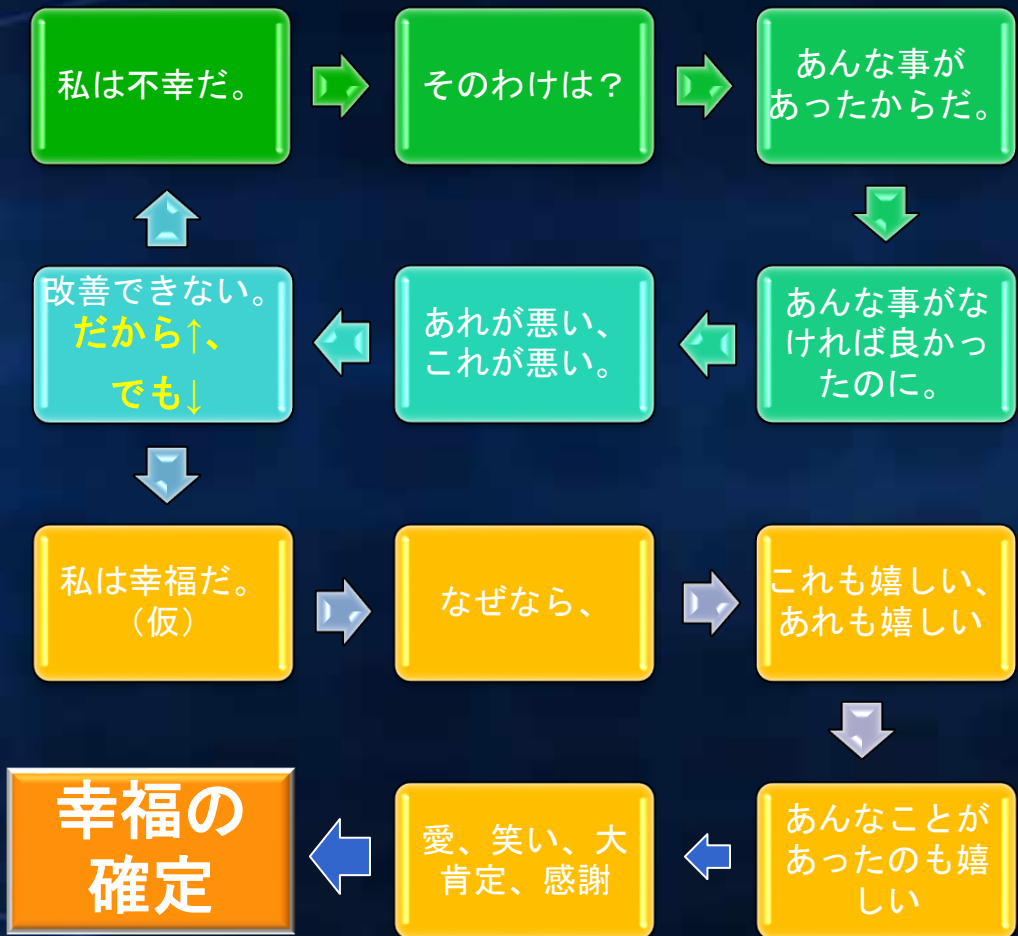 私は不幸だ。
そのわけは？
あんな事が
あったからだ。
あんな事がな
ければ良かっ
たのに。
あれが悪い、
これが悪い。
改善できない。
だから↑、
でも↓
私は幸福だ。
（仮）
なぜなら、
これも嬉しい、
あれも嬉しい
あんなことが
あったのも嬉
しい
愛、笑い、大
肯定、感謝
幸福の
確定